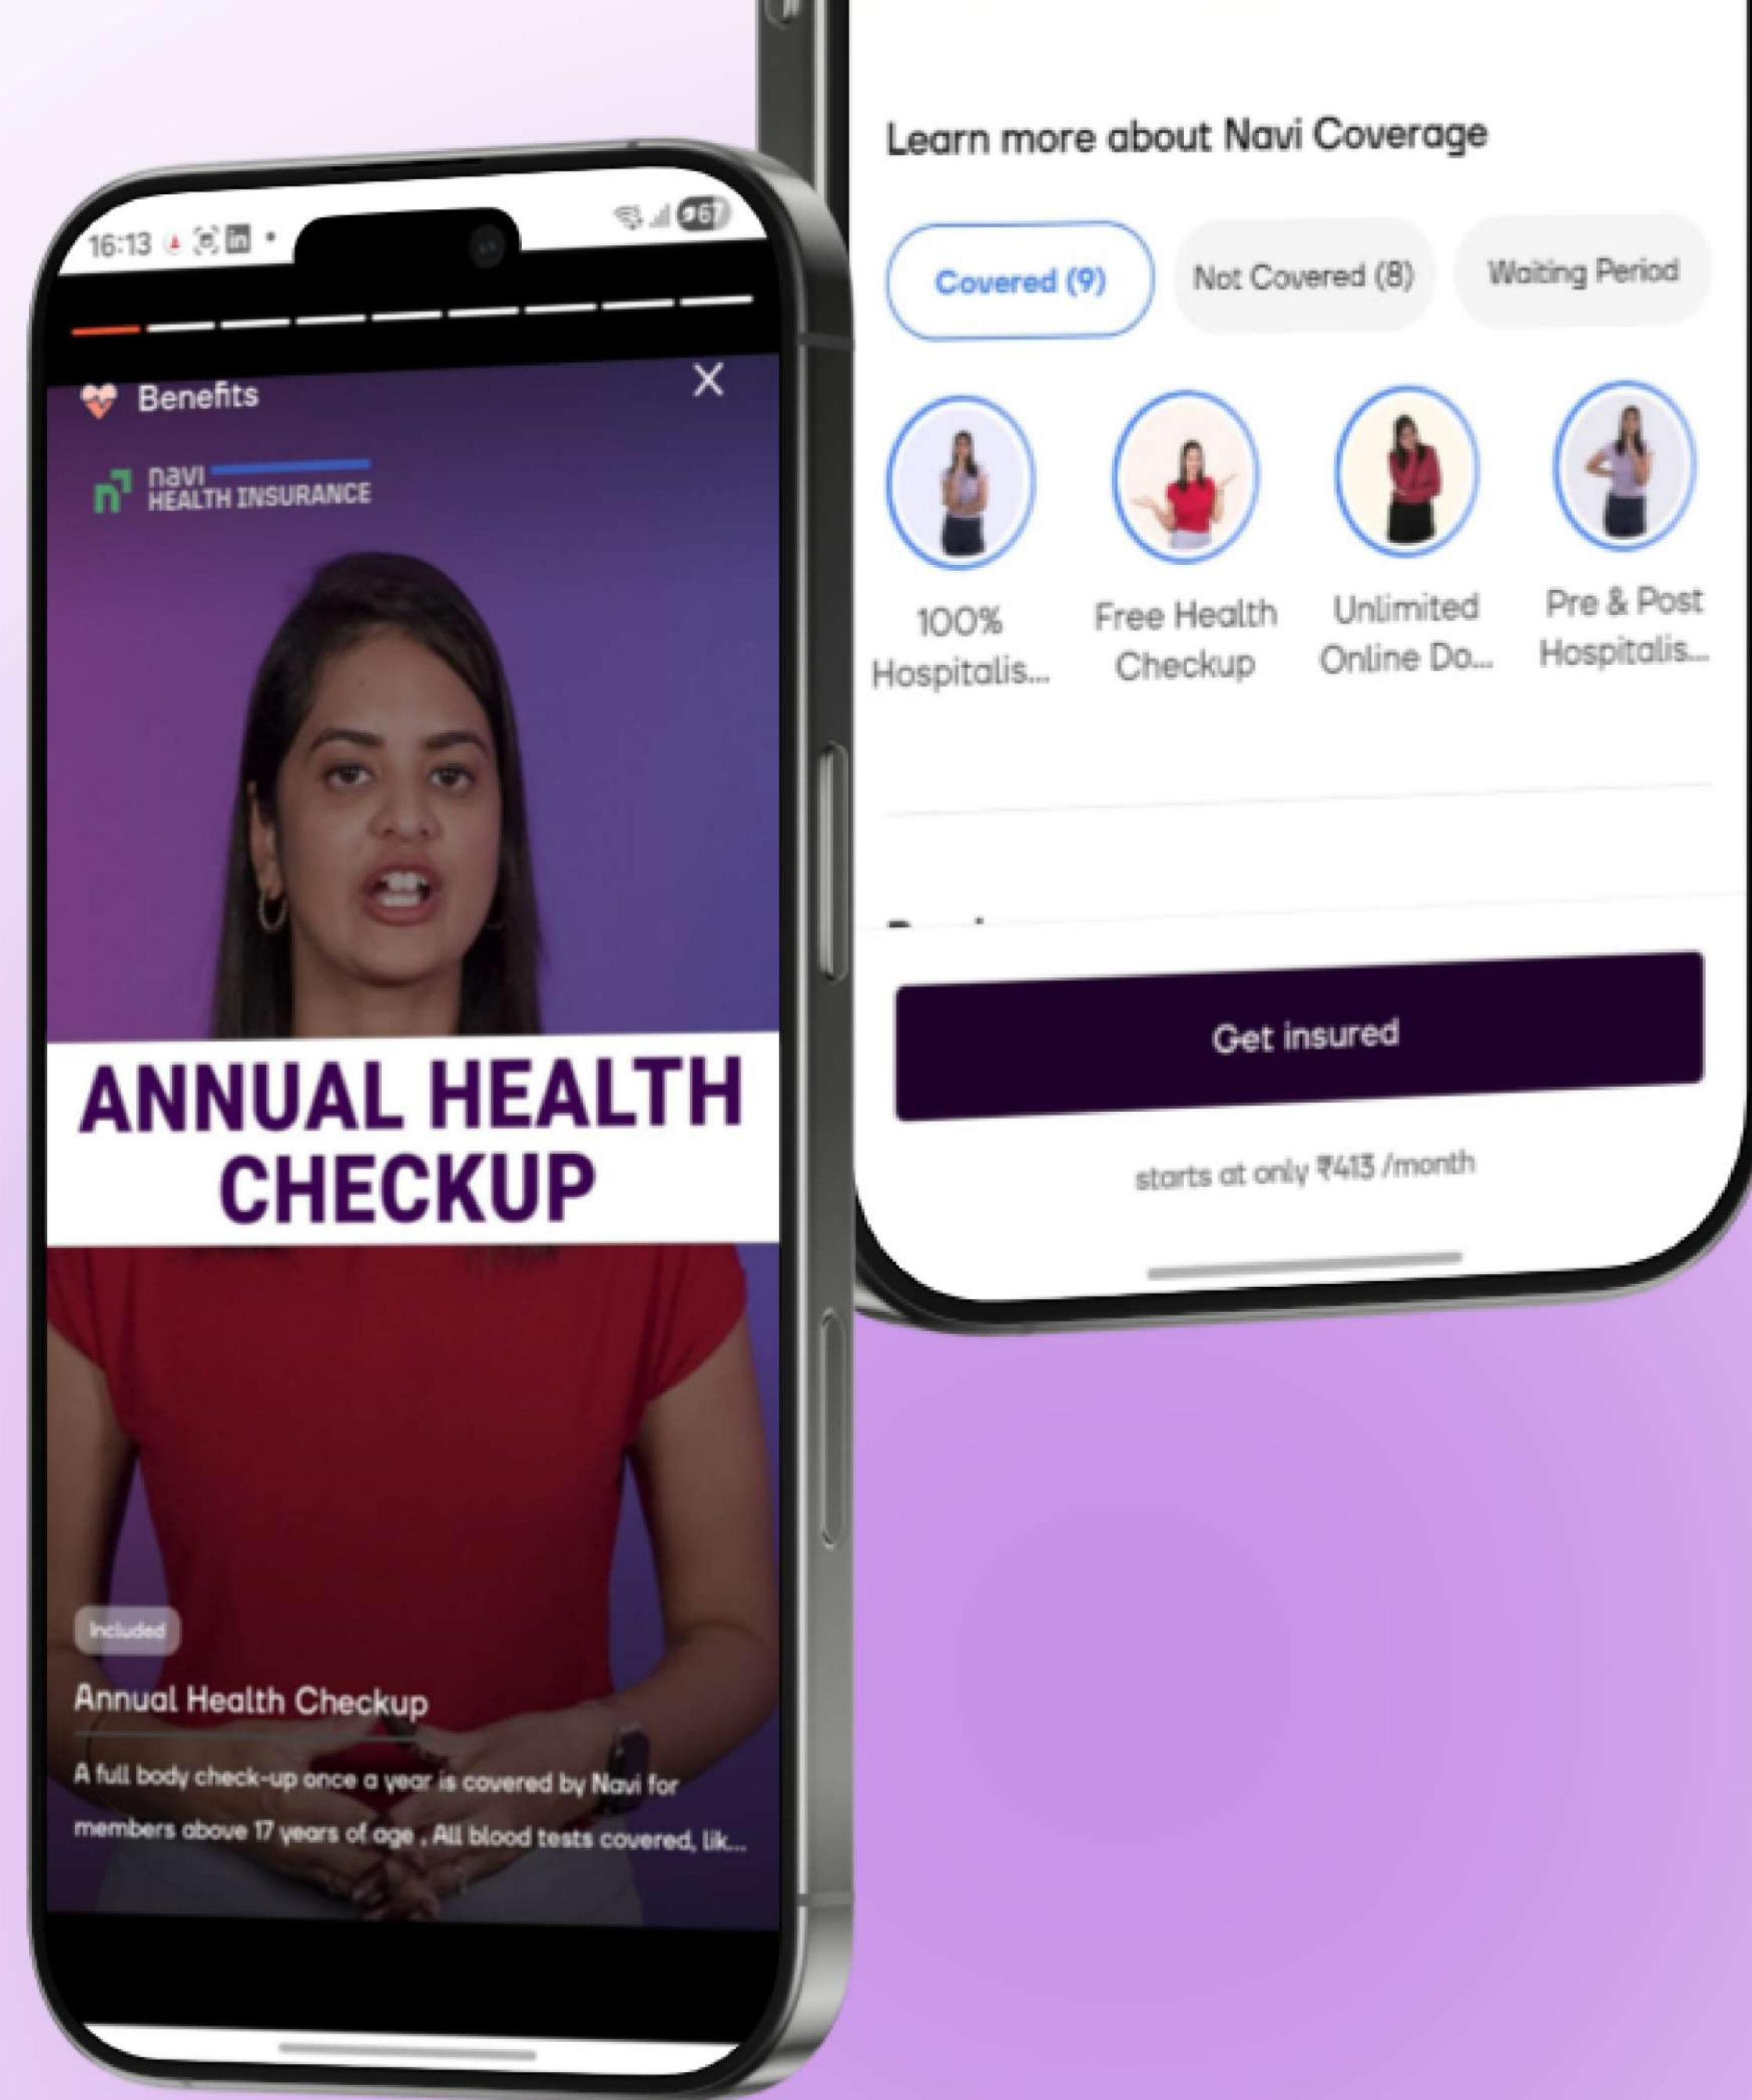 16:13
67
Benefits
navi
HEALTH INSURANCE
ANNUAL HEALTH
CHECKUP
Included
Annual Health Checkup
A full body check-up once a year is covered by Navi for
members above 17 years of age . All blood tests covered, lik...
Learn more about Navi Coverage
Covered (9)
Not Covered (8)
Waiting Period
100%
Hospitalis...
Free Health
Checkup
Unlimited
Online Do...
Pre & Post
Hospitalis...
Get insured
starts at only ₹413 /month